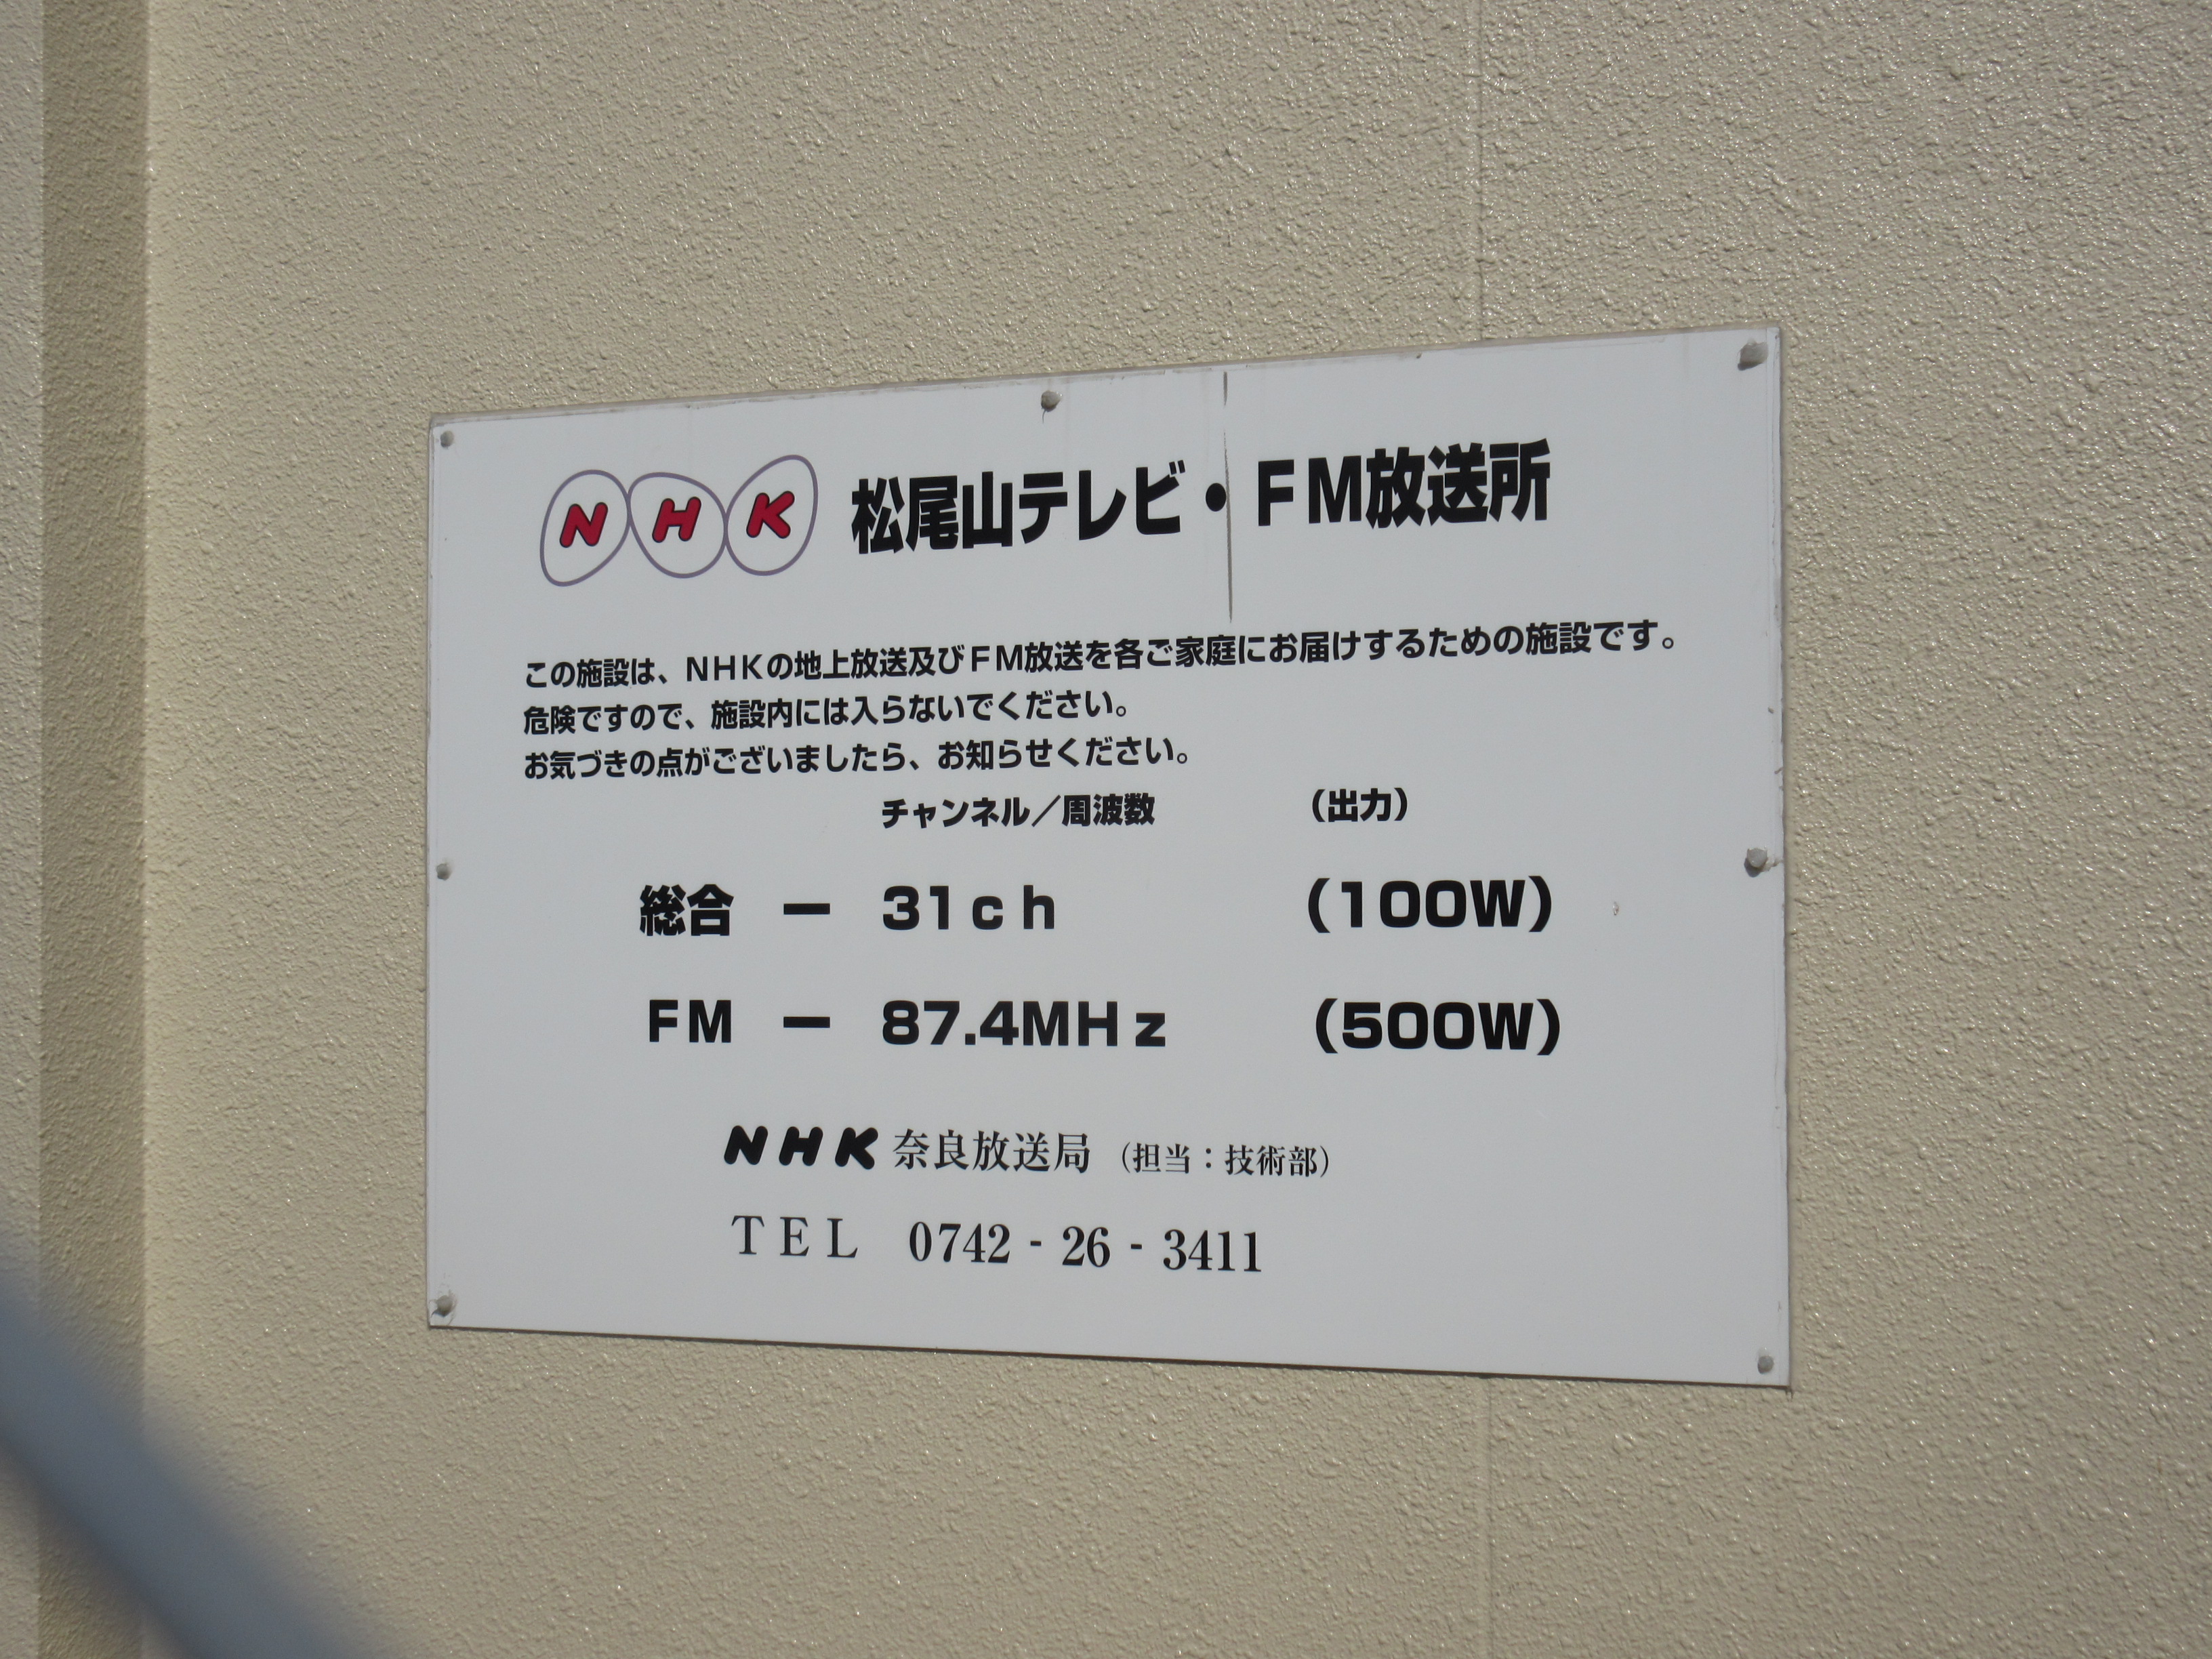 NHK 松尾山テレビ・FM放送所
この施設は、NHKの地上放送及びFM放送を各ご家庭にお届けするための施設です。
危険ですので、施設内には入らないでください。
お気づきの点がございましたら、お知らせください。
チャンネル／周波数 （出力）
総合 ー 31ch （100W）
FM ー 87.4MHz （500W）
NHK 奈良放送局 （担当：技術部）
TEL 0742-26-3411